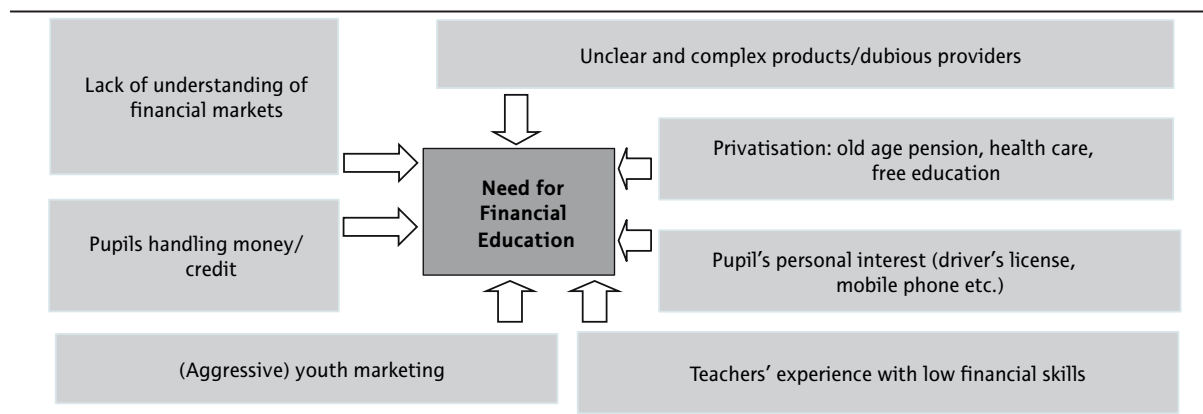 Lack of understanding of
financial markets
Unclear and complex products/dubious providers
Privatisation: old age pension, health care,
free education
Need for
Financial
Education
Pupils handling money/
credit
Pupil’s personal interest (driver’s license,
mobile phone etc.)
(Aggressive) youth marketing
Teachers’ experience with low financial skills